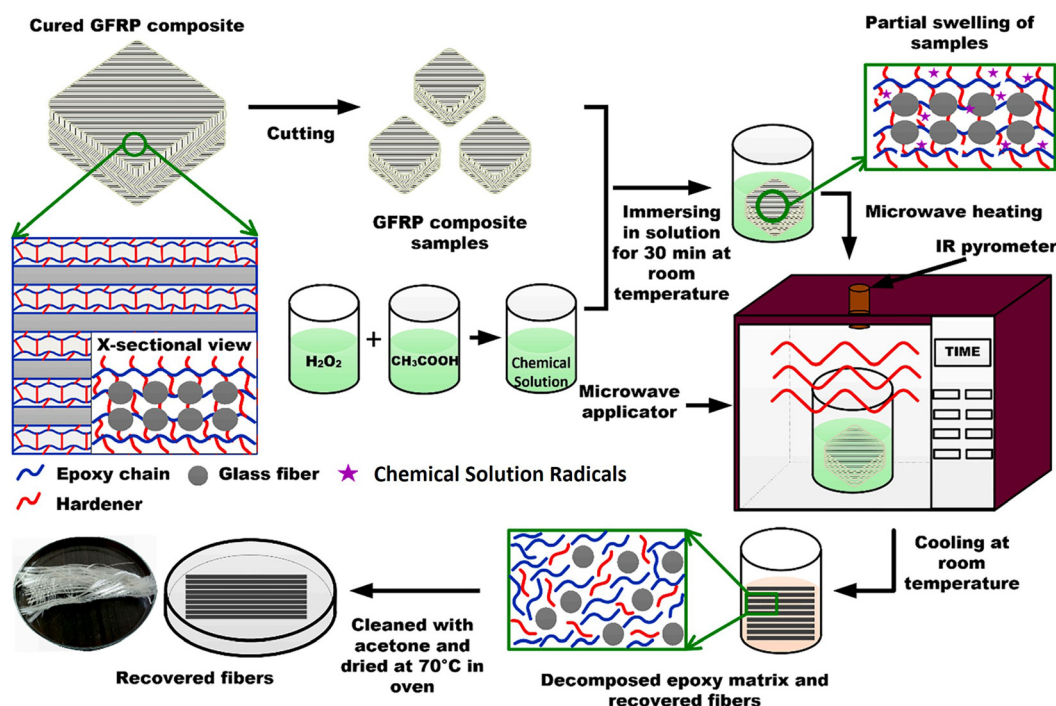 Cured GFRP composite
Cutting
GFRP composite
samples
Partial swelling of
samples
Immersing
in solution
for 30 min at
room
temperature
Microwave heating
IR pyrometer
X-sectional view
H₂O₂
+
CH₃COOH
Chemical
Solution
Microwave
applicator
TIME
Epoxy chain
Glass fiber
Chemical Solution Radicals
Hardener
Cooling at
room
temperature
Decomposed epoxy matrix and
recovered fibers
Cleaned with
acetone and
dried at 70°C in
oven
Recovered fibers